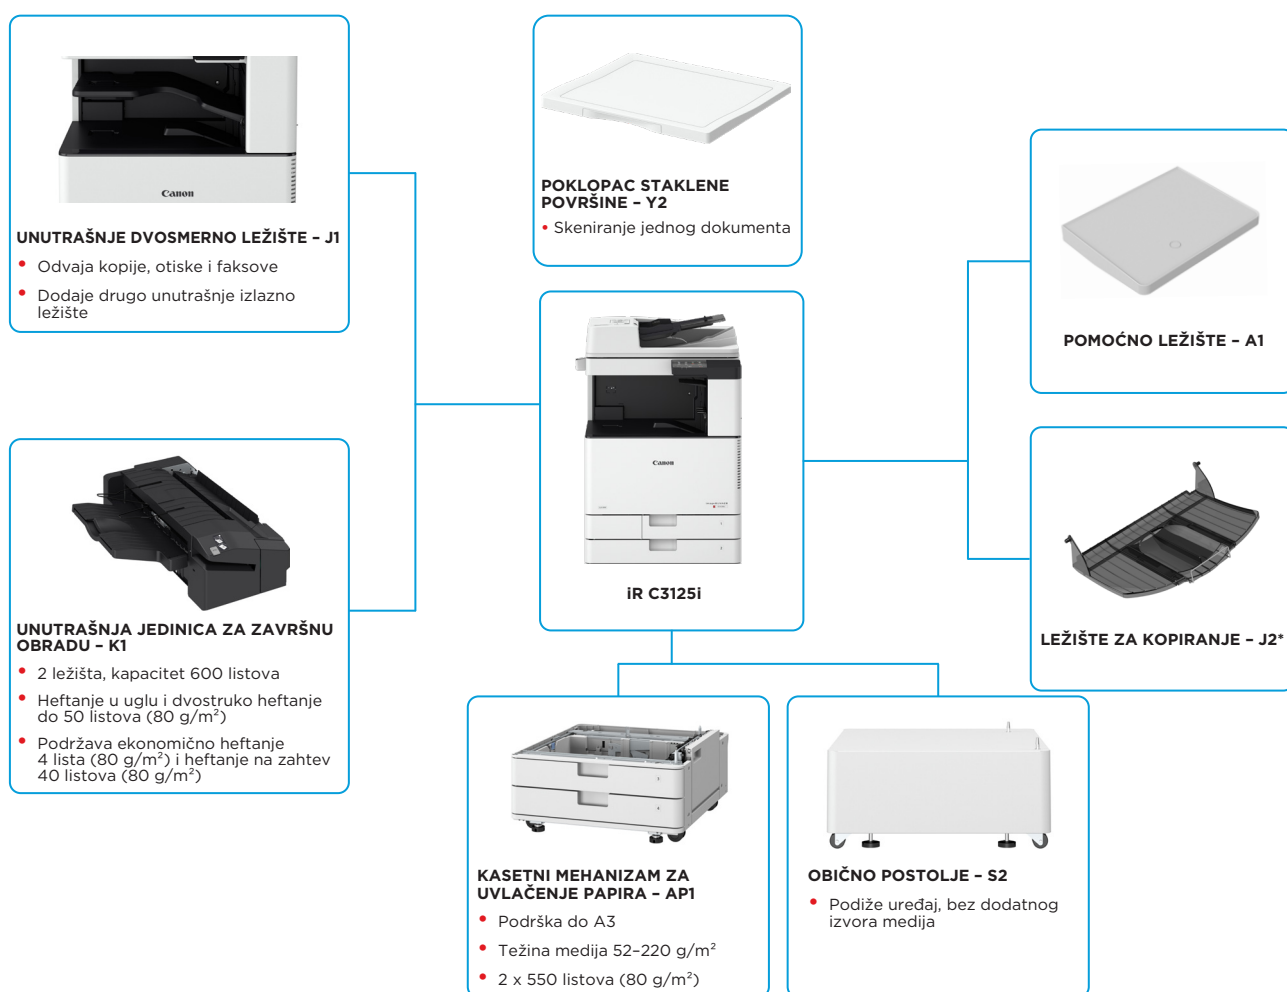 Canon
UNUTRAŠNJE DVOSMERNO LEŽIŠTE – J1
• Odvaja kopije, otiske i faksove
• Dodaje drugo unutrašnje izlazno
ležište
POKLOPAC STAKLENE
POVRŠINE – Y2
• Skeniranje jednog dokumenta
POMOĆNO LEŽIŠTE – A1
Canon
iR C3125i
UNUTRAŠNJA JEDINICA ZA ZAVRŠNU
OBRADU – K1
• 2 ležišta, kapacitet 600 listova
• Heftanje u uglu i dvostruko heftanje
do 50 listova (80 g/m²)
• Podržava ekonomično heftanje
4 lista (80 g/m²) i heftanje na zahtev
40 listova (80 g/m²)
LEŽIŠTE ZA KOPIRANJE – J2*
KASETNI MEHANIZAM ZA
UVLAČENJE PAPIRA – AP1
• Podrška do A3
• Težina medija 52–220 g/m²
• 2 x 550 listova (80 g/m²)
OBIČNO POSTOLJE – S2
• Podiže uređaj, bez dodatnog
izvora medija